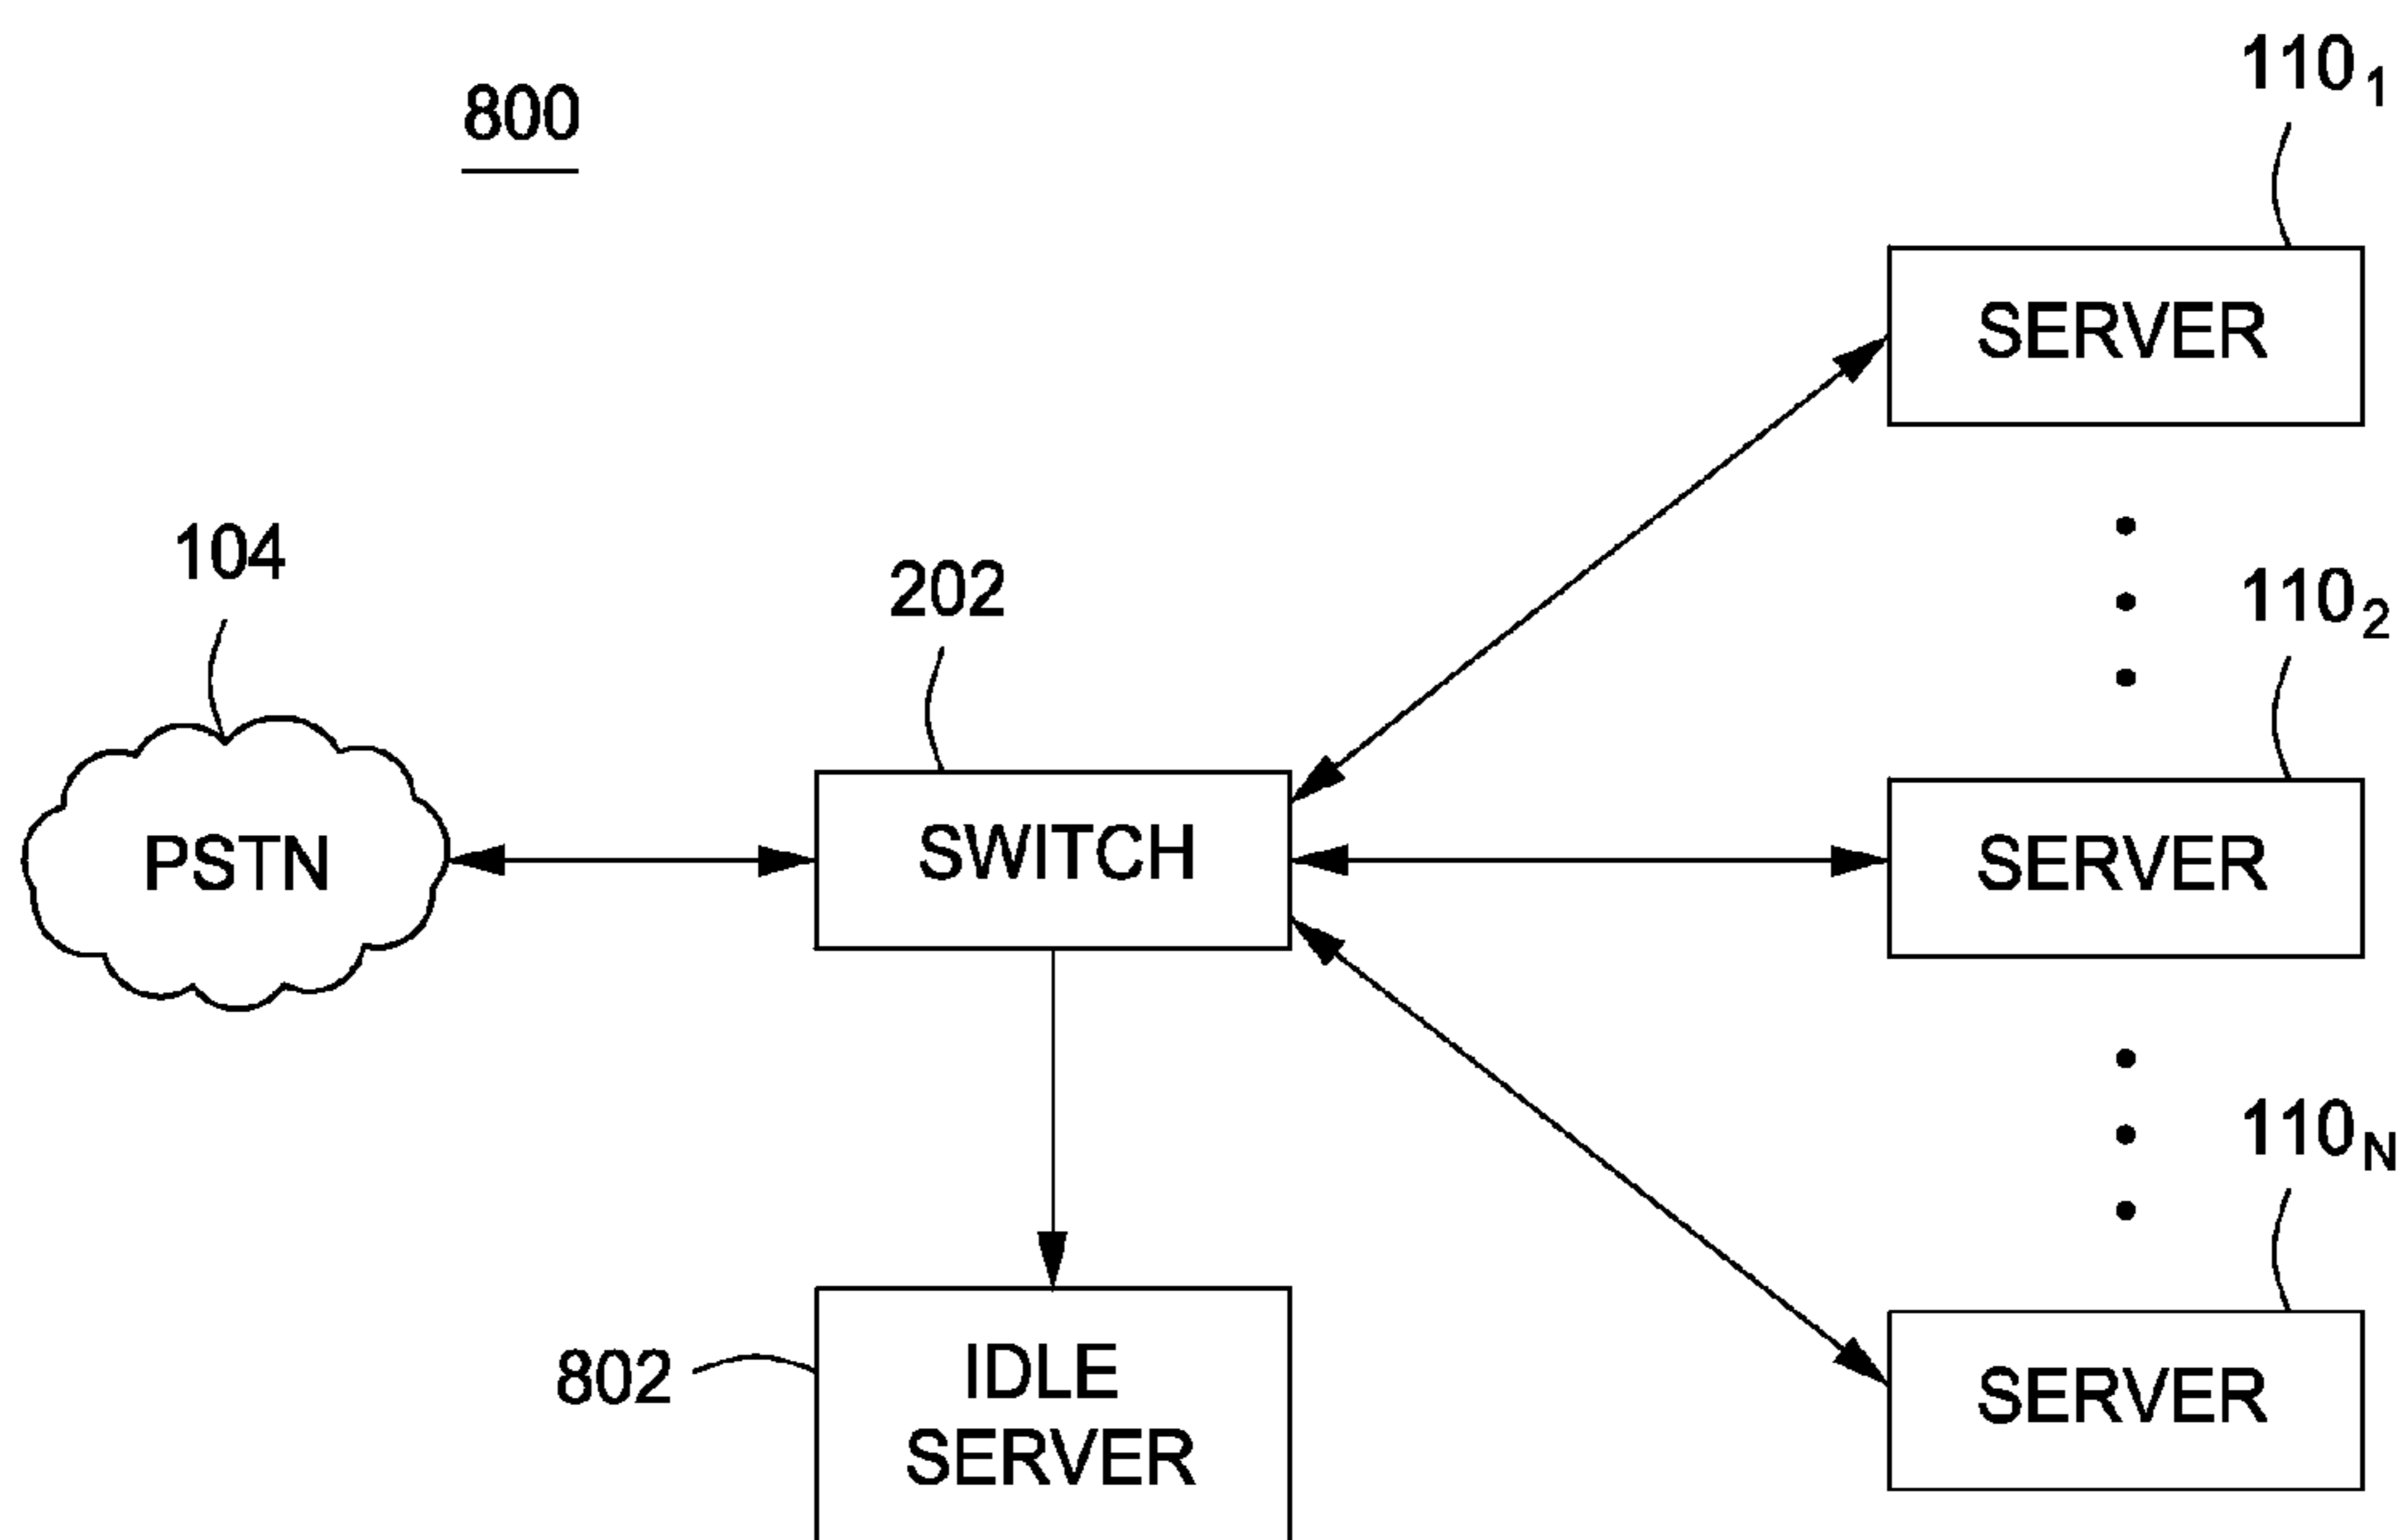 800
110₁
SERVER
104
202
110₂
PSTN
SWITCH
SERVER
110N
802
IDLE
SERVER
SERVER